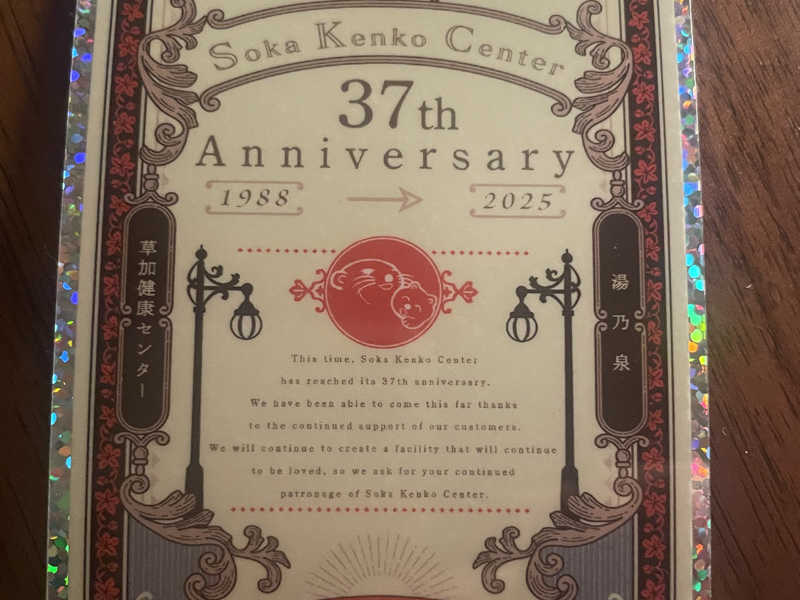 Soka Kenko Center
37th
Anniversary
1988
2025
草加健康センター
湯乃泉
This time, Soka Kenko Center
has reached its 37th anniversary.
We have been able to come this far thanks
to the continued support of our customers.
We will continue to create a facility that will continue
to be loved, so we ask for your continued
patronage of Soka Kenko Center.